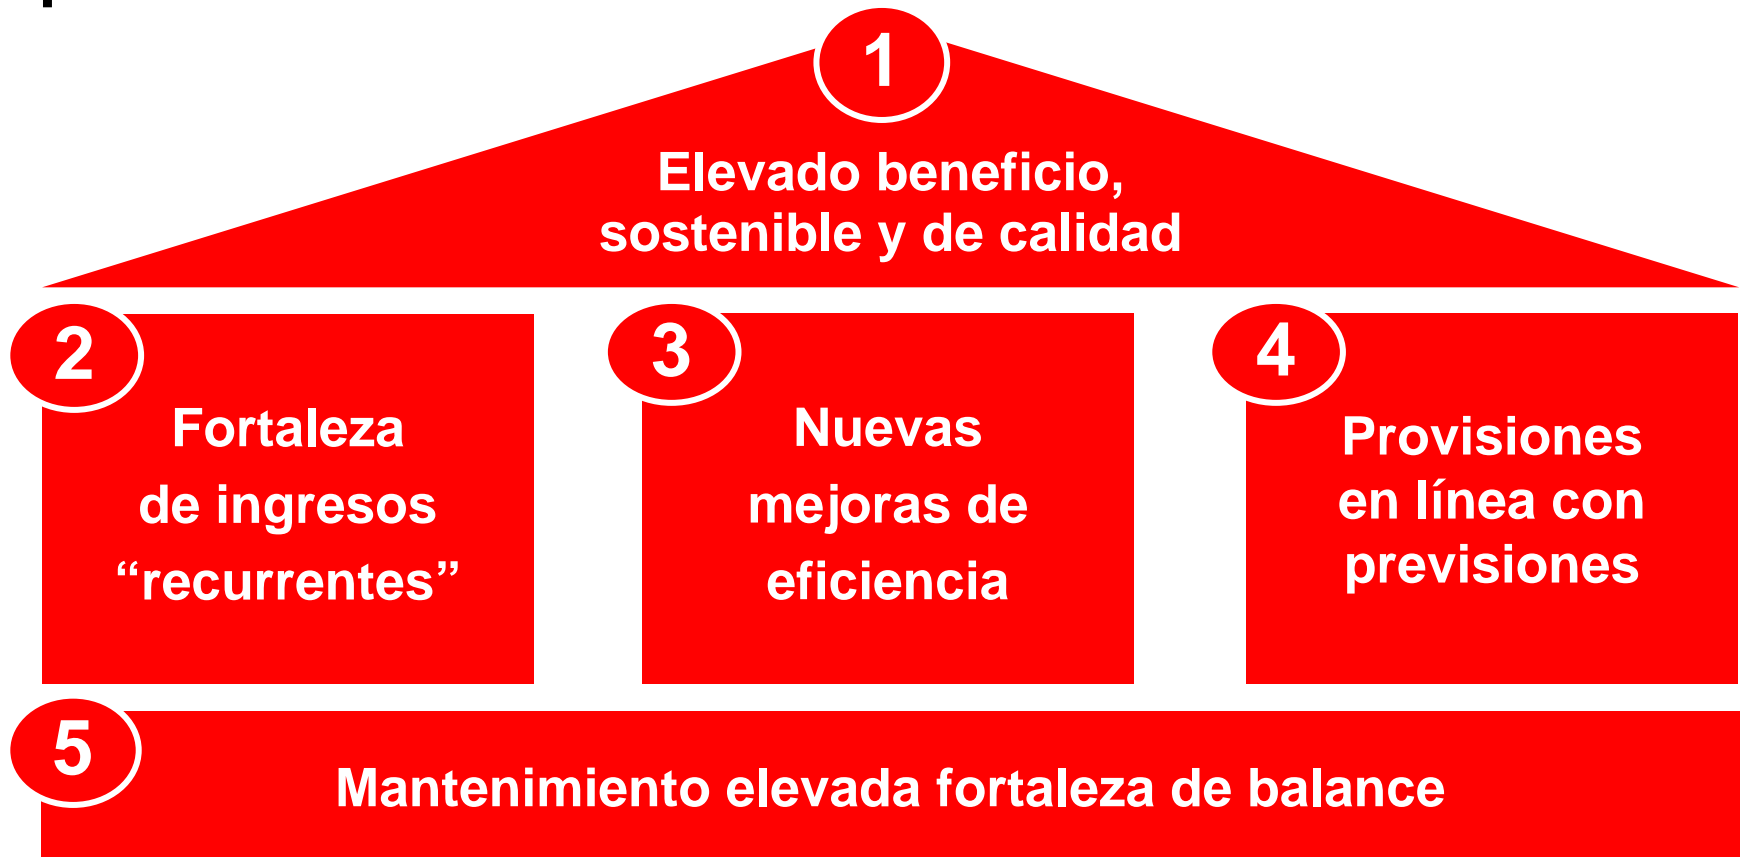 1
Elevado beneficio,
sostenible y de calidad
2
Fortaleza
de ingresos
“recurrentes”
3
Nuevas
mejoras de
eficiencia
4
Provisiones
en línea con
previsiones
5
Mantenimiento elevada fortaleza de balance